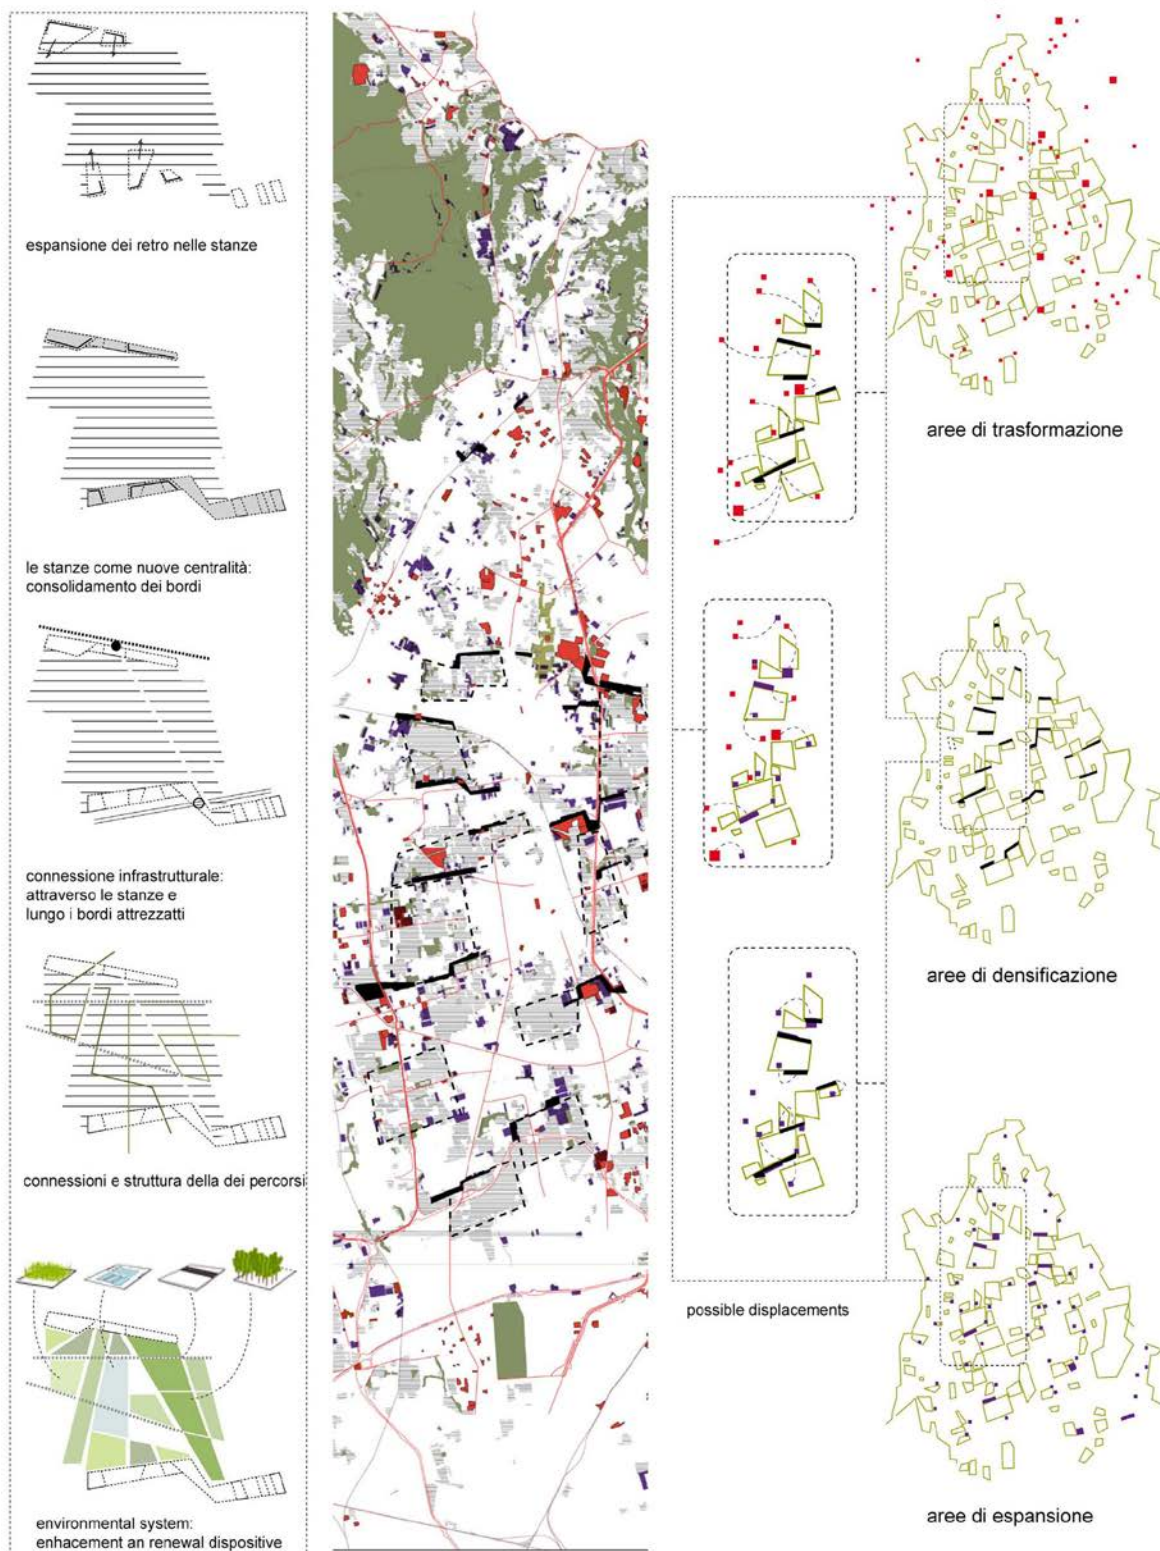 espansione dei retro nelle stanze
le stanze come nuove centralità:
consolidamento dei bordi
connessione infrastrutturale:
attraverso le stanze e
lungo i bordi attrezzatti
connessioni e struttura della dei percorsi
environmental system:
enhacement an renewal dispositive
possible displacements
aree di trasformazione
aree di densificazione
aree di espansione